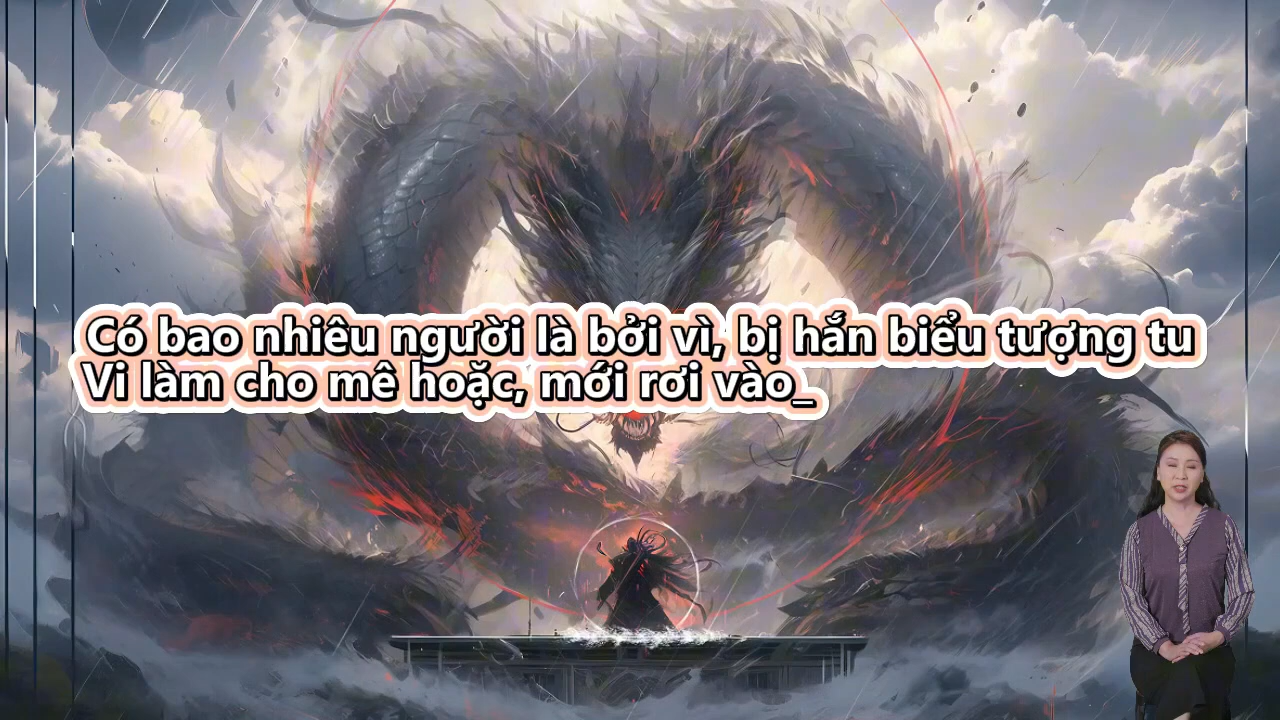 Có bao nhiêu người là bởi vì, bị hắn biểu tượng tu
Vi làm cho mê hoặc, mới rơi vào_